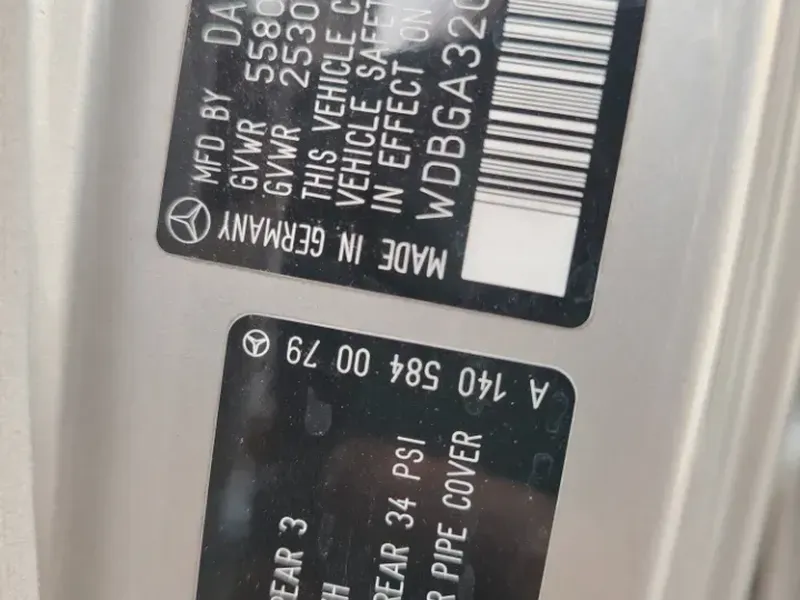 MFD BY DA
GVWR 5580
GVWR 2530
THIS VEHICLE C
VEHICLE SAFET
IN EFFECT ON
WDBGA320
MADE IN GERMANY
A 140 584 00 79
REAR 3
REAR 34 PSI
PIPE COVER